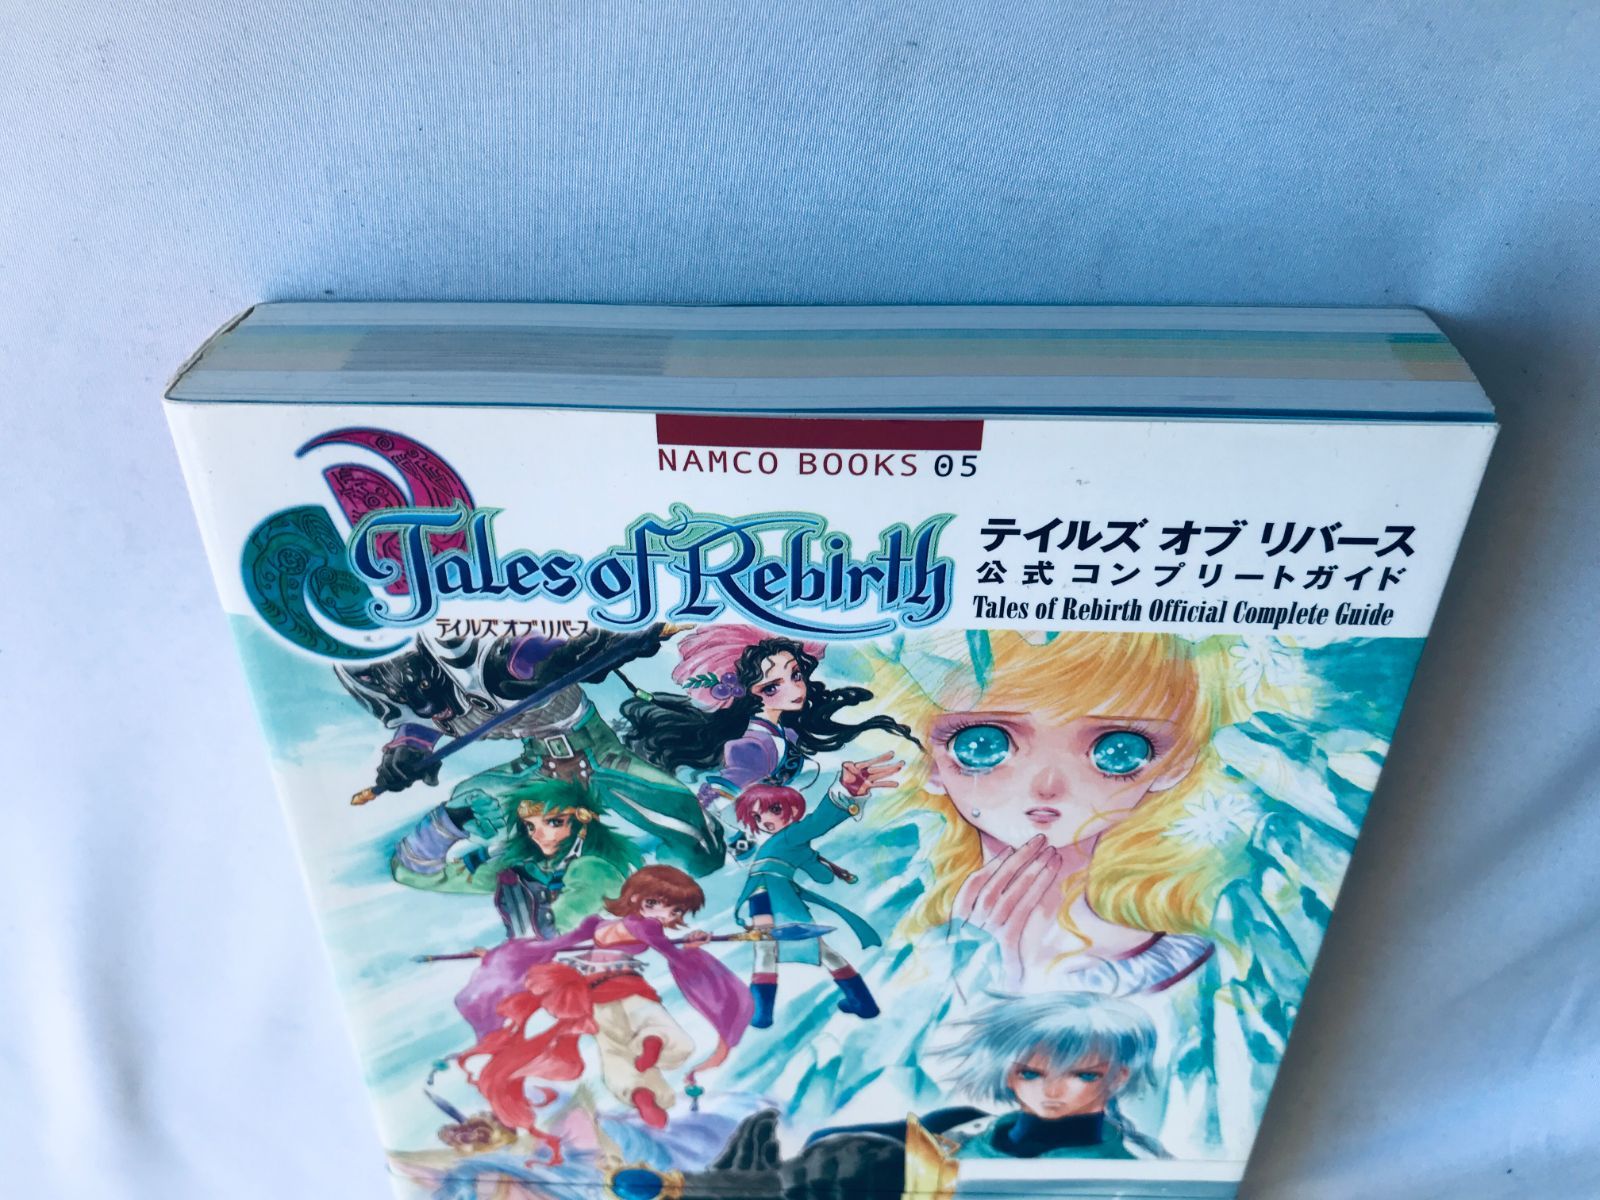 NAMCO BOOKS 05
Tales of Rebirth
テイルズ オブ リバース
テイルズ オブ リバース
公式コンプリートガイド
Tales of Rebirth Official Complete Guide